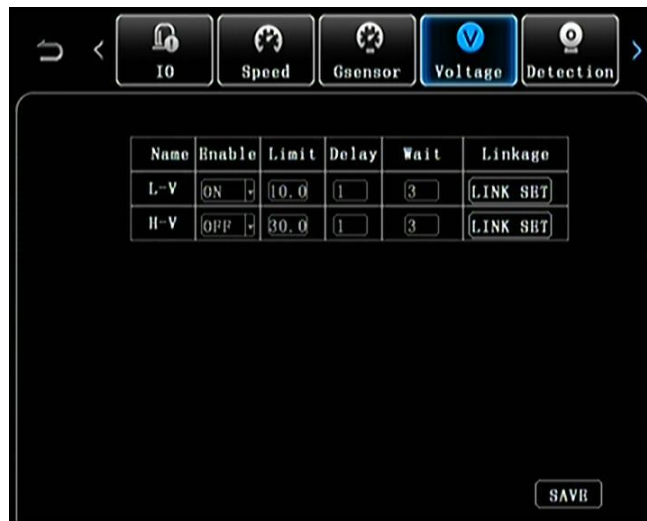 IO Speed Gsensor Voltage Detection
Name Enable Limit Delay Wait Linkage
L-V ON 10.0 1 3 LINK SET
H-V OFF 30.0 1 3 LINK SET
SAVE